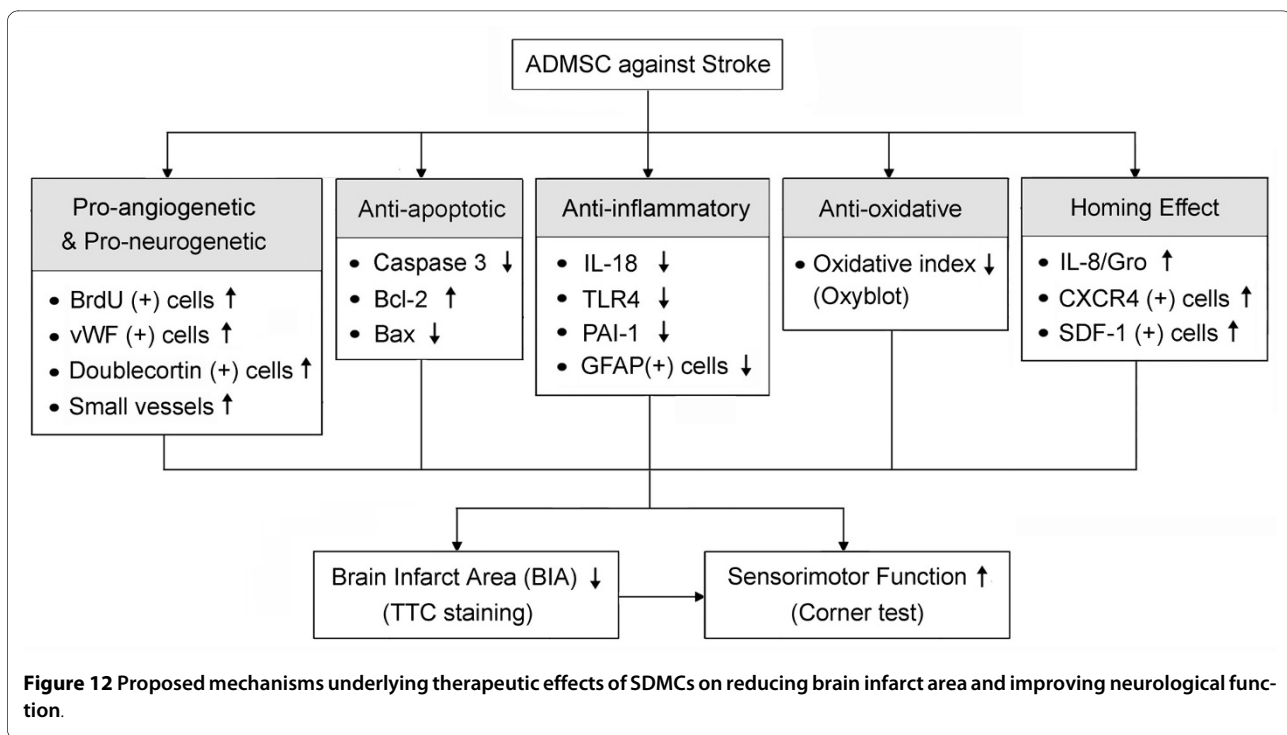 ADMSC against Stroke
Pro-angiogenetic
& Pro-neurogenetic
• BrdU (+) cells ↑
• vWF (+) cells ↑
• Doublecortin (+) cells ↑
• Small vessels ↑
Anti-apoptotic
• Caspase 3 ↓
• Bcl-2 ↑
• Bax ↓
Anti-inflammatory
• IL-18 ↓
• TLR4 ↓
• PAI-1 ↓
• GFAP(+) cells ↓
Anti-oxidative
• Oxidative index ↓
(Oxyblot)
Homing Effect
• IL-8/Gro ↑
• CXCR4 (+) cells ↑
• SDF-1 (+) cells ↑
Brain Infarct Area (BIA) ↓
(TTC staining)
Sensorimotor Function ↑
(Corner test)
Figure 12 Proposed mechanisms underlying therapeutic effects of SDMCs on reducing brain infarct area and improving neurological func-
tion.